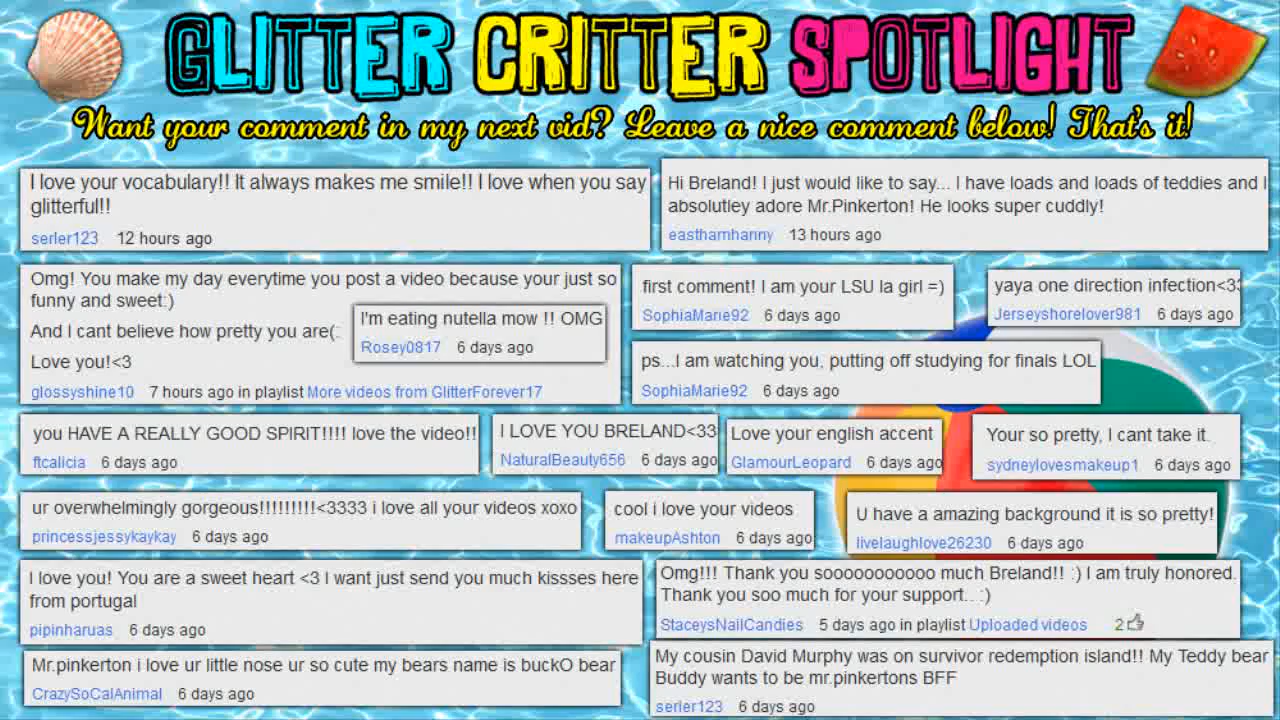 GLITTER CRITTER SPOTLIGHT
Want your comment in my next vid? Leave a nice comment below! That's it!
I love your vocabulary!! It always makes me smile!! I love when you say
glitterful!!
serler123 12 hours ago
Hi Breland! I just would like to say... I have loads and loads of teddies and I
absolutley adore Mr.Pinkerton! He looks super cuddly!
easthamhanny 13 hours ago
Omg! You make my day everytime you post a video because your just so
funny and sweet:)
And I cant believe how pretty you are(:
Love you!<3
glossyshine10 7 hours ago in playlist More videos from GlitterForever17
I'm eating nutella mow !! OMG
Rosey0817 6 days ago
first comment! I am your LSU la girl =)
SophiaMarie92 6 days ago
yaya one direction infection<33
Jerseyshorelover981 6 days ago
ps...I am watching you, putting off studying for finals LOL
SophiaMarie92 6 days ago
you HAVE A REALLY GOOD SPIRIT!!!! love the video!!
ftcalicia 6 days ago
I LOVE YOU BRELAND<33
NaturalBeauty656 6 days ago
Love your english accent
GlamourLeopard 6 days ago
Your so pretty, I cant take it.
sydneylovesmakeup1 6 days ago
ur overwhelmingly gorgeous!!!!!!!!!<3333 i love all your videos xoxo
princessjessykaykay 6 days ago
cool i love your videos
makeupAshton 6 days ago
U have a amazing background it is so pretty!
livelaughlove26230 6 days ago
I love you! You are a sweet heart <3 I want just send you much kissses here
from portugal
pipinharuas 6 days ago
Omg!!! Thank you sooooooooooo much Breland!! :) I am truly honored.
Thank you soo much for your support.. :)
StaceysNailCandies 5 days ago in playlist Uploaded videos 2
Mr.pinkerton i love ur little nose ur so cute my bears name is buckO bear
CrazySoCalAnimal 6 days ago
My cousin David Murphy was on survivor redemption island!! My Teddy bear
Buddy wants to be mr.pinkertons BFF
serler123 6 days ago